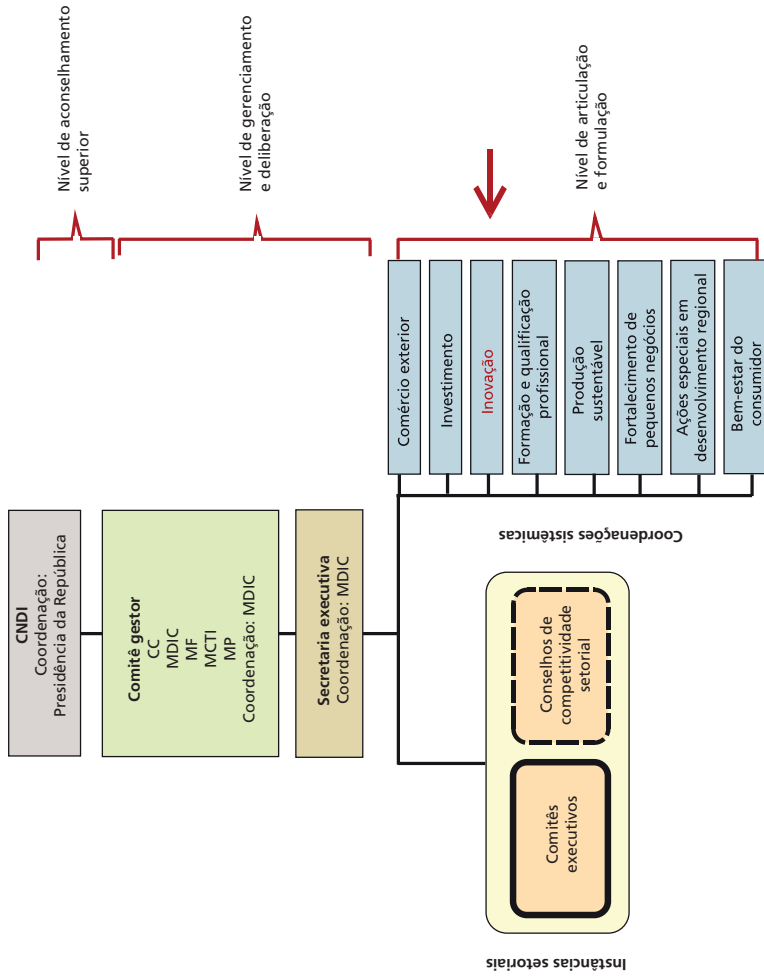 CNDI
Coordenação:
Presidência da República
Nível de aconselhamento
superior
Comitê gestor
CC
MDIC
MF
MCTI
MP
Coordenação: MDIC
Nível de gerenciamento
e deliberação
Secretaria executiva
Coordenação: MDIC
Instâncias setoriais
Comitês
executivos
Conselhos de
competitividade
setorial
Coordenações sistêmicas
Comércio exterior
Investimento
Inovação
Formação e qualificação
profissional
Produção
sustentável
Fortalecimento de
pequenos negócios
Ações especiais em
desenvolvimento regional
Bem-estar do
consumidor
Nível de articulação
e formulação